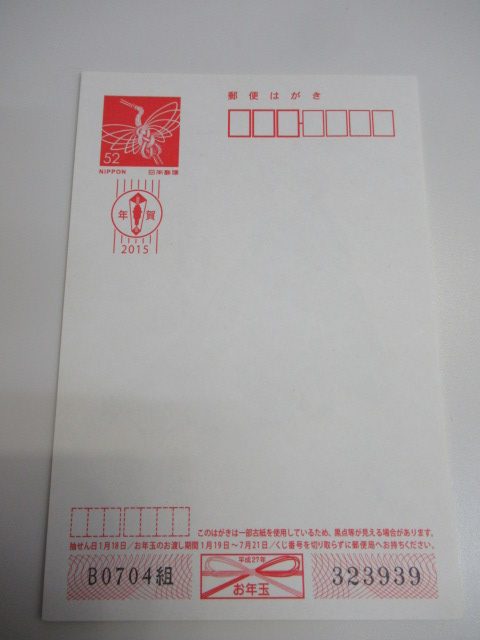 郵便はがき
52
NIPPON 日本郵便
年賀
2015
このはがきは一部古紙を使用しているため、黒点等が見える場合があります。
抽せん日1月18日/お年玉のお渡し期間1月19日~7月21日/くじ番号を切り取らずに郵便局へお持ちください。
平成27年
B0704組 お年玉 323939